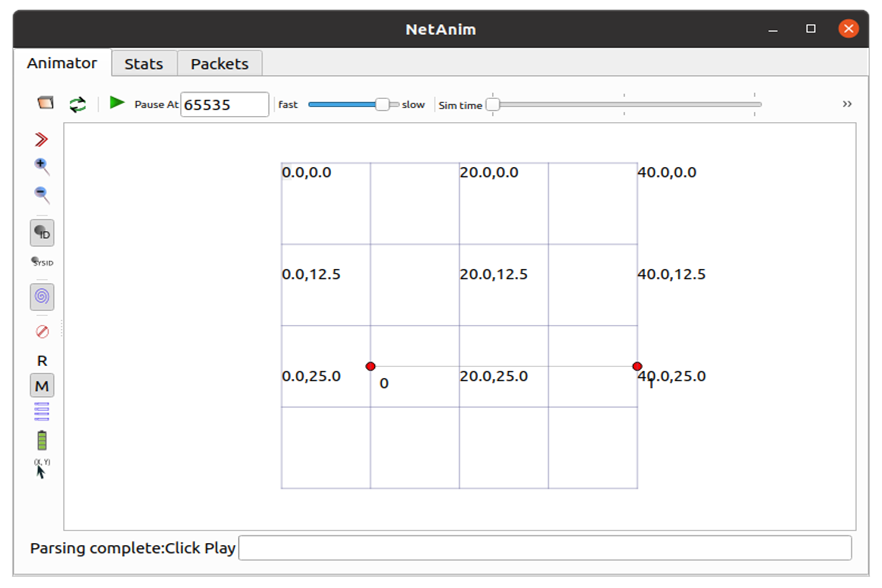 NetAnim
Animator Stats Packets
Pause At 65535 fast slow Sim time »
ID
SYSID
R
M
(X, Y)
0.0,0.0 20.0,0.0 40.0,0.0
0.0,12.5 20.0,12.5 40.0,12.5
0.0,25.0 20.0,25.0 40.0,25.0
0 1
Parsing complete:Click Play